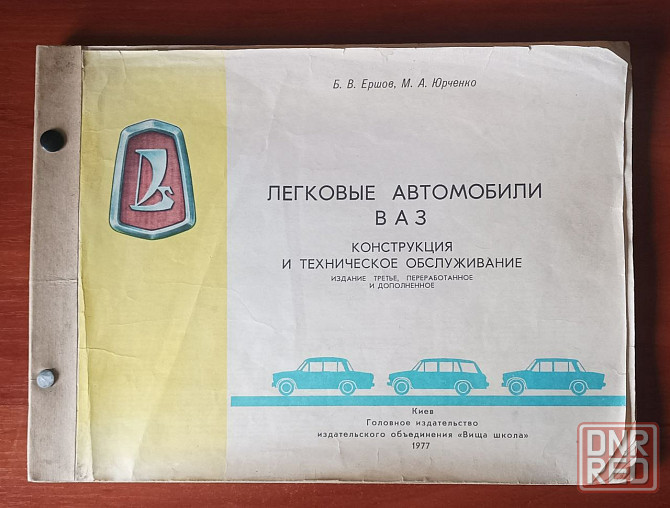 Б. В. Ершов, М. А. Юрченко
ЛЕГКОВЫЕ АВТОМОБИЛИ
ВАЗ
КОНСТРУКЦИЯ
И ТЕХНИЧЕСКОЕ ОБСЛУЖИВАНИЕ
ИЗДАНИЕ ТРЕТЬЕ, ПЕРЕРАБОТАННОЕ
И ДОПОЛНЕННОЕ
Киев
Головное издательство
издательского объединения «Вища школа»
1977
DNR
RED